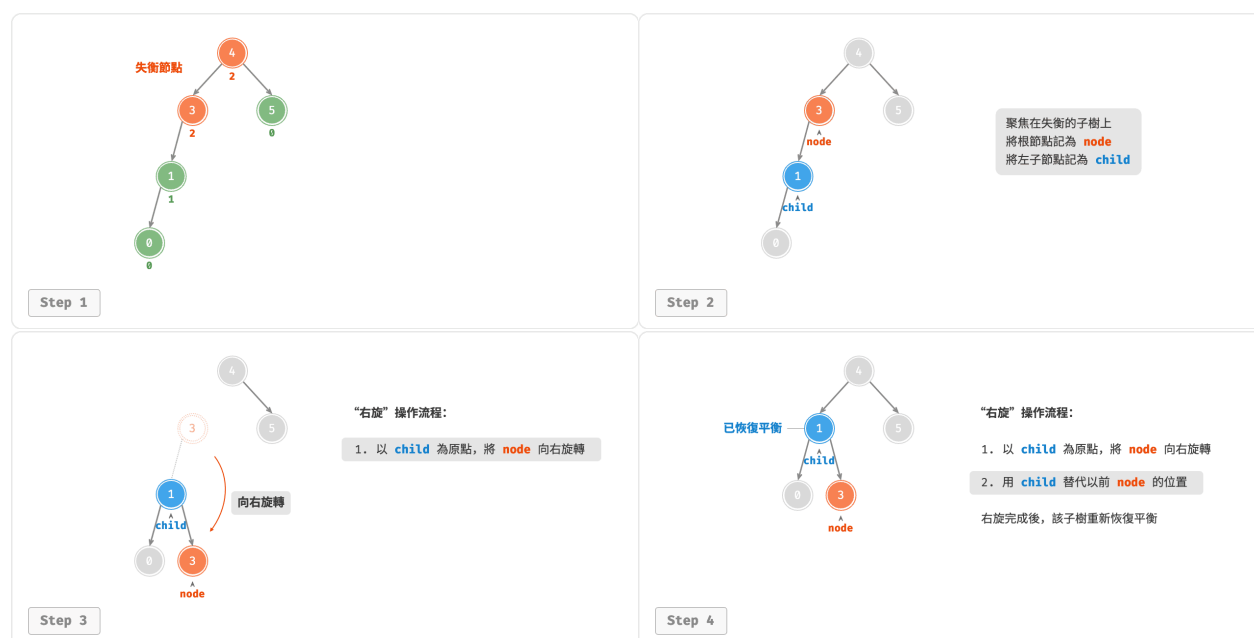 4
失衡節點
2
3
5
2
0
1
1
0
0
Step 1
4
3
5
node
1
child
0
聚焦在失衡的子樹上
將根節點記為 node
將左子節點記為 child
Step 2
4
3
5
1
向右旋轉
child
0
3
node
“右旋”操作流程：
1. 以 child 為原點，將 node 向右旋轉
Step 3
4
已恢復平衡
1
5
child
0
3
node
“右旋”操作流程：
1. 以 child 為原點，將 node 向右旋轉
2. 用 child 替代以前 node 的位置
右旋完成後，該子樹重新恢復平衡
Step 4